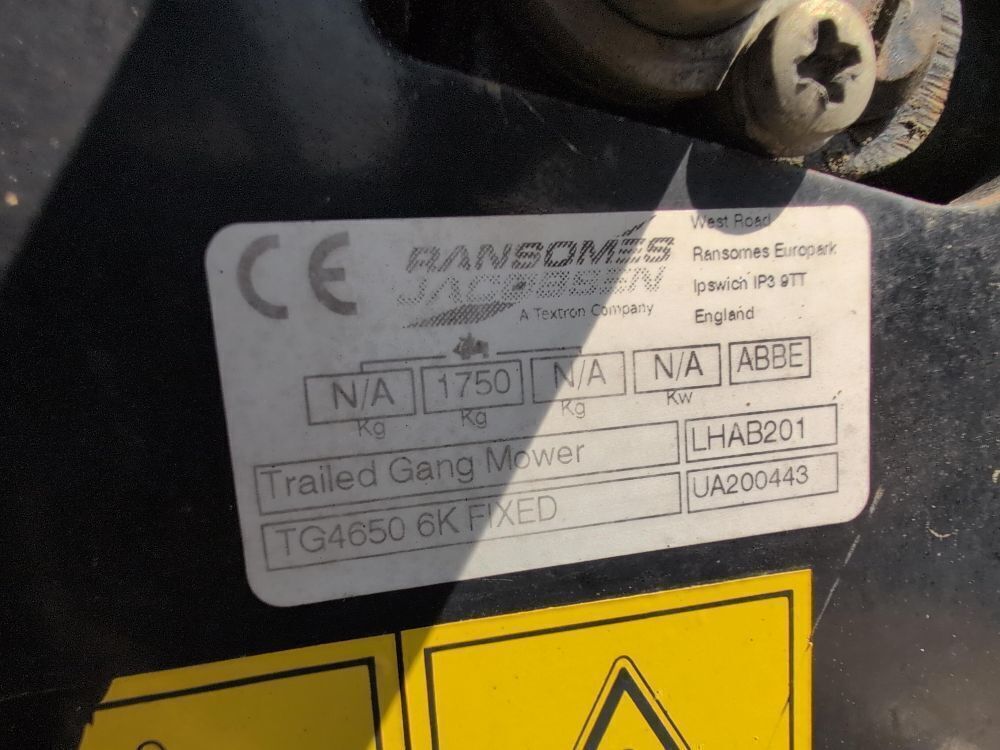 CE
RANSOMES
JACOBSEN
A Textron Company
West Road
Ransomes Europark
Ipswich IP3 9TT
England
N/A 1750 N/A N/A ABBE
Kg Kg Kg Kw
Trailed Gang Mower LHAB201
TG4650 6K FIXED UA200443